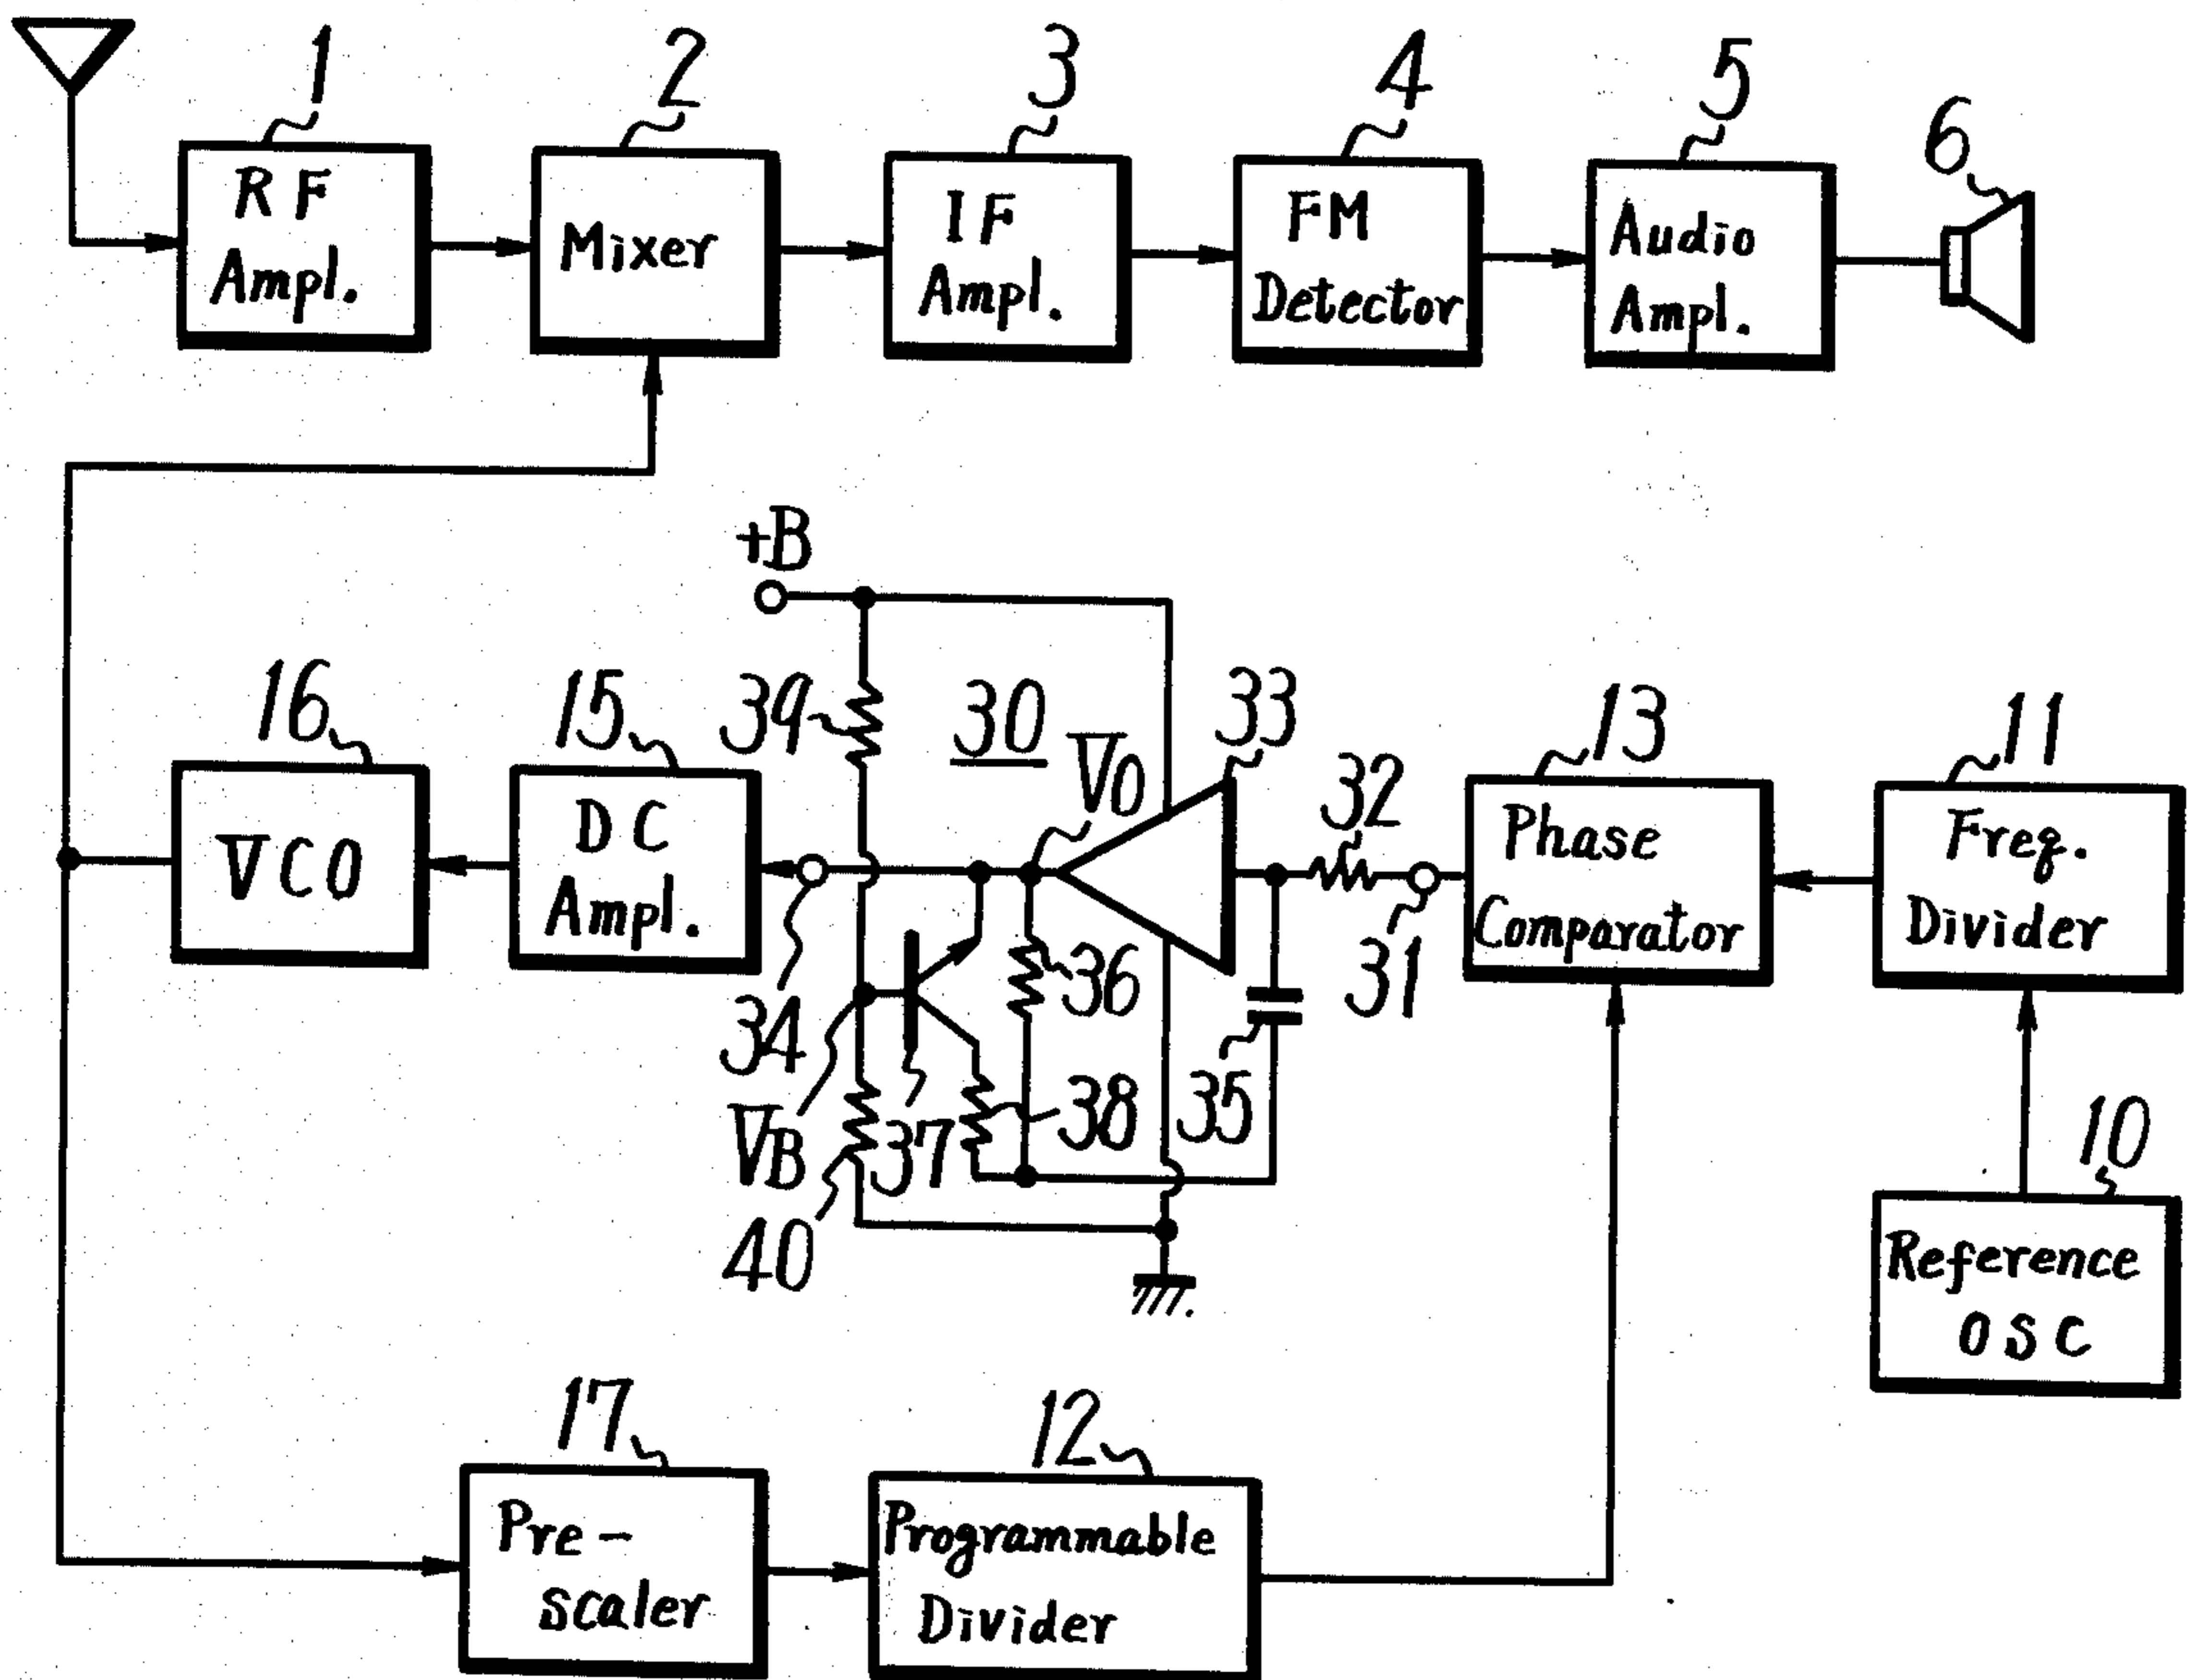 1
2
3
4
5
6
RF
Ampl.
Mixer
IF
Ampl.
FM
Detector
Audio
Ampl.
+B
16
15
39
30
VO
33
32
13
11
VCO
DC
Ampl.
Phase
Comparator
Freq.
Divider
34
36
31
35
VB
37
38
40
10
Reference
OSC
17
12
Pre-
scaler
Programmable
Divider